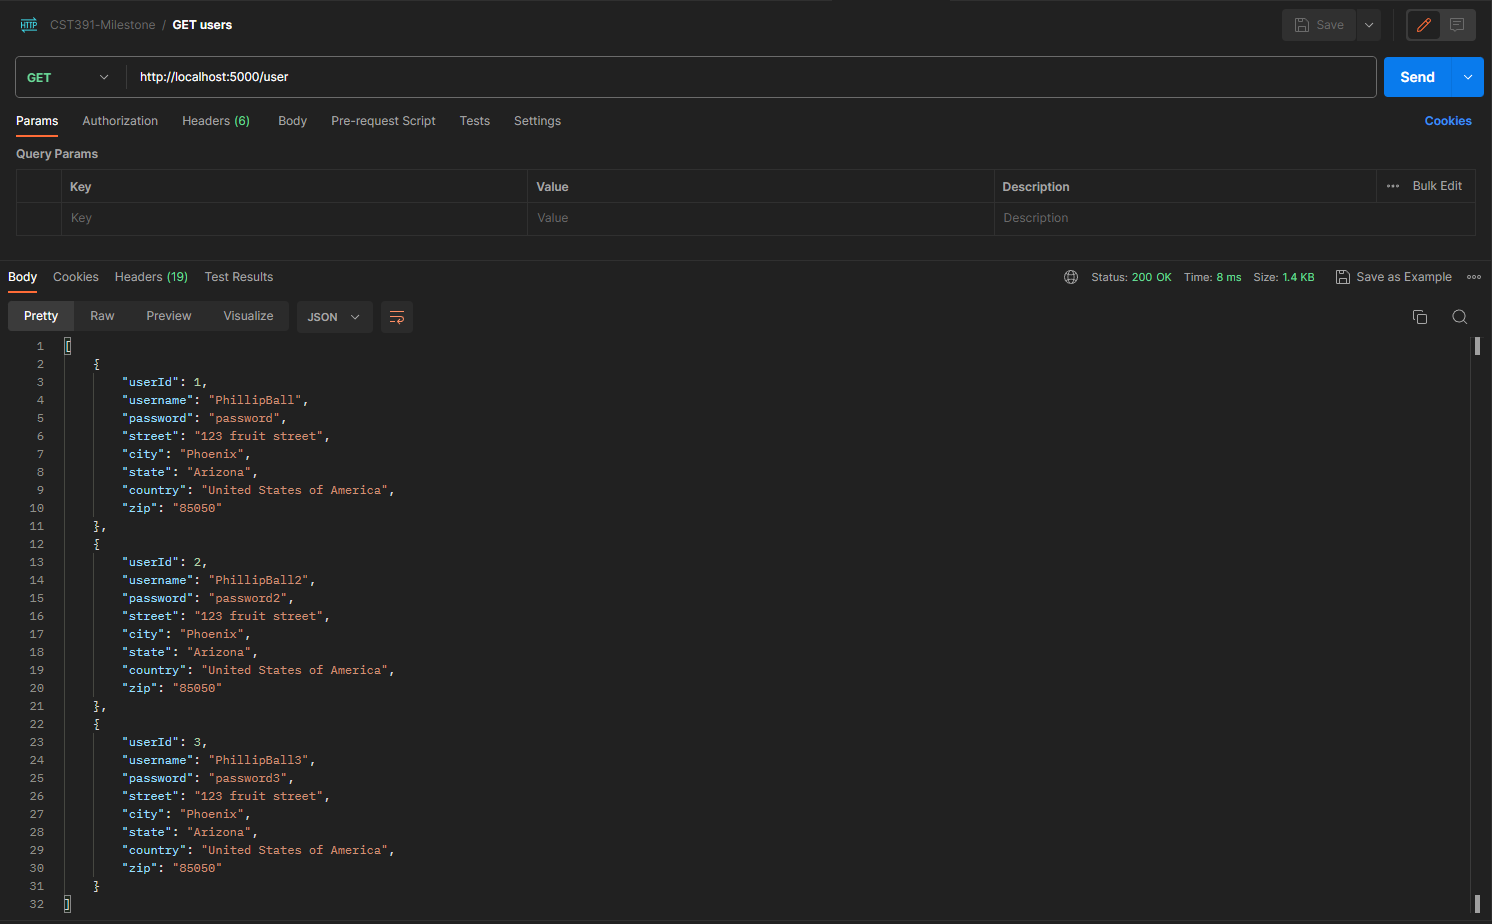 HTTP CST391-Milestone / GET users Save
GET http://localhost:5000/user Send
Params Authorization Headers (6) Body Pre-request Script Tests Settings Cookies
Query Params
Key Value Description ••• Bulk Edit
Key Value Description
Body Cookies Headers (19) Test Results Status: 200 OK Time: 8 ms Size: 1.4 KB Save as Example
Pretty Raw Preview Visualize JSON
1 [
2 {
3 "userId": 1,
4 "username": "PhillipBall",
5 "password": "password",
6 "street": "123 fruit street",
7 "city": "Phoenix",
8 "state": "Arizona",
9 "country": "United States of America",
10 "zip": "85050"
11 },
12 {
13 "userId": 2,
14 "username": "PhillipBall2",
15 "password": "password2",
16 "street": "123 fruit street",
17 "city": "Phoenix",
18 "state": "Arizona",
19 "country": "United States of America",
20 "zip": "85050"
21 },
22 {
23 "userId": 3,
24 "username": "PhillipBall3",
25 "password": "password3",
26 "street": "123 fruit street",
27 "city": "Phoenix",
28 "state": "Arizona",
29 "country": "United States of America",
30 "zip": "85050"
31 }
32 ]